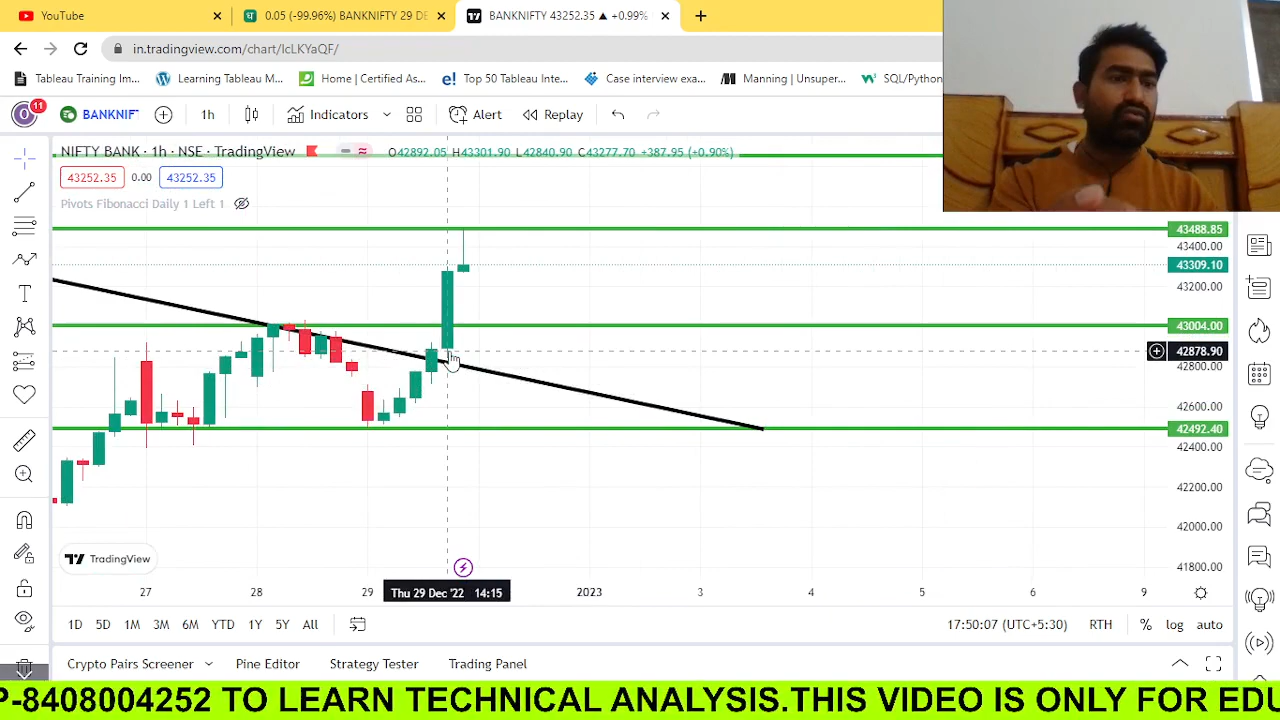 YouTube
0.05 (-99.96%) BANKNIFTY 29 DE
BANKNIFTY 43252.35 ▲ +0.99%
in.tradingview.com/chart/IcLKYaQF/
Tableau Training Im...
Learning Tableau M...
Home | Certified As...
Top 50 Tableau Inte...
Case interview exa...
Manning | Unsuper...
SQL/Python
O 11
BANKNIF
1h
Indicators
Alert
Replay
NIFTY BANK · 1h · NSE · TradingView
O42892.05 H43301.90 L42840.90 C43277.70 +387.95 (+0.90%)
43252.35 0.00 43252.35
Pivots Fibonacci Daily 1 Left 1
43488.85
43400.00
43309.10
43200.00
43004.00
42878.90
42800.00
42600.00
42492.40
42400.00
42200.00
42000.00
41800.00
TradingView
27 28 29 2023 3 4 5 6 9
Thu 29 Dec '22 14:15
1D 5D 1M 3M 6M YTD 1Y 5Y All
17:50:07 (UTC+5:30) RTH % log auto
Crypto Pairs Screener Pine Editor Strategy Tester Trading Panel
P-8408004252 TO LEARN TECHNICAL ANALYSIS.THIS VIDEO IS ONLY FOR EDU